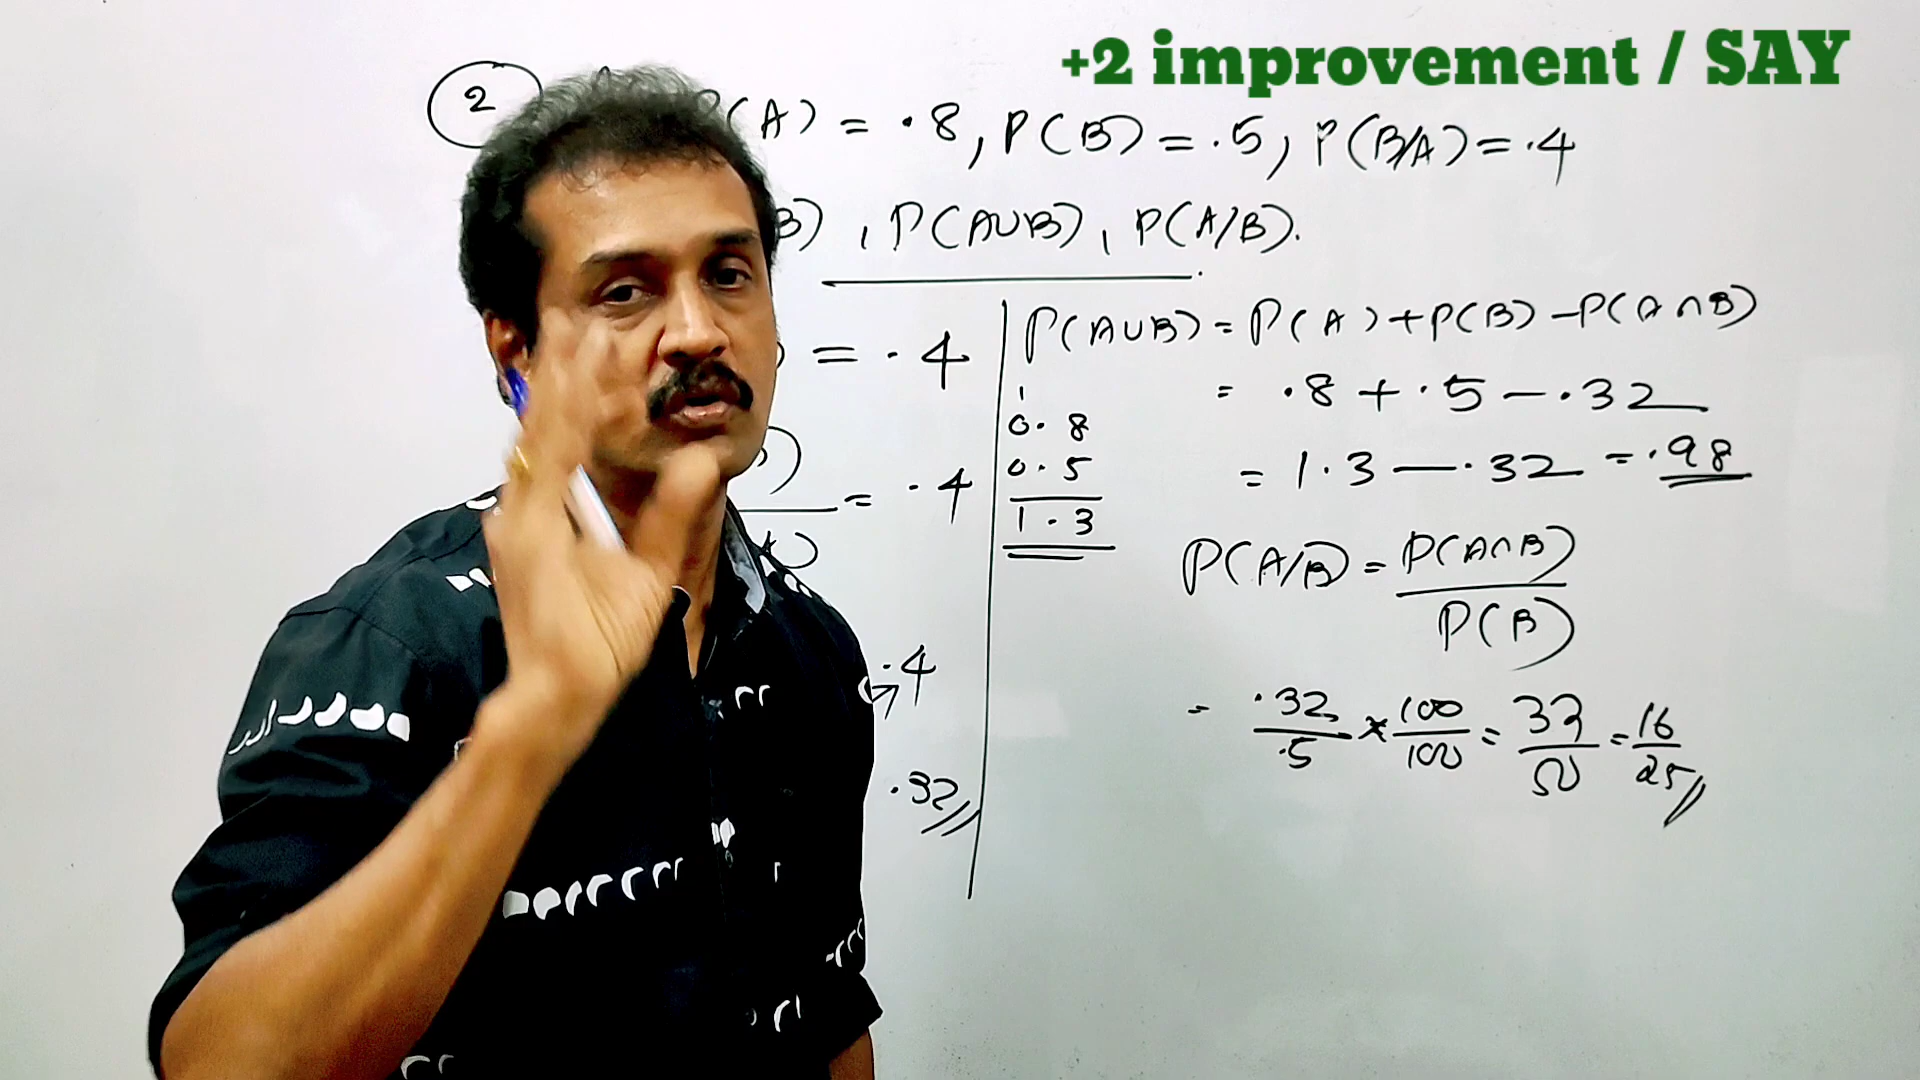 +2 improvement / SAY
2
P(A) = .8, P(B) = .5, P(B/A) = .4
B) , P(A∪B) , P(A/B).
) = .4
) = .4
A)
.4
.32
P(A∪B) = P(A) + P(B) - P(A∩B)
= .8 + .5 - .32
= 1.3 - .32 = .98
1
0.8
0.5
1.3
P(A/B) = P(A∩B) / P(B)
= .32/.5 × 100/100 = 32/50 = 16/25